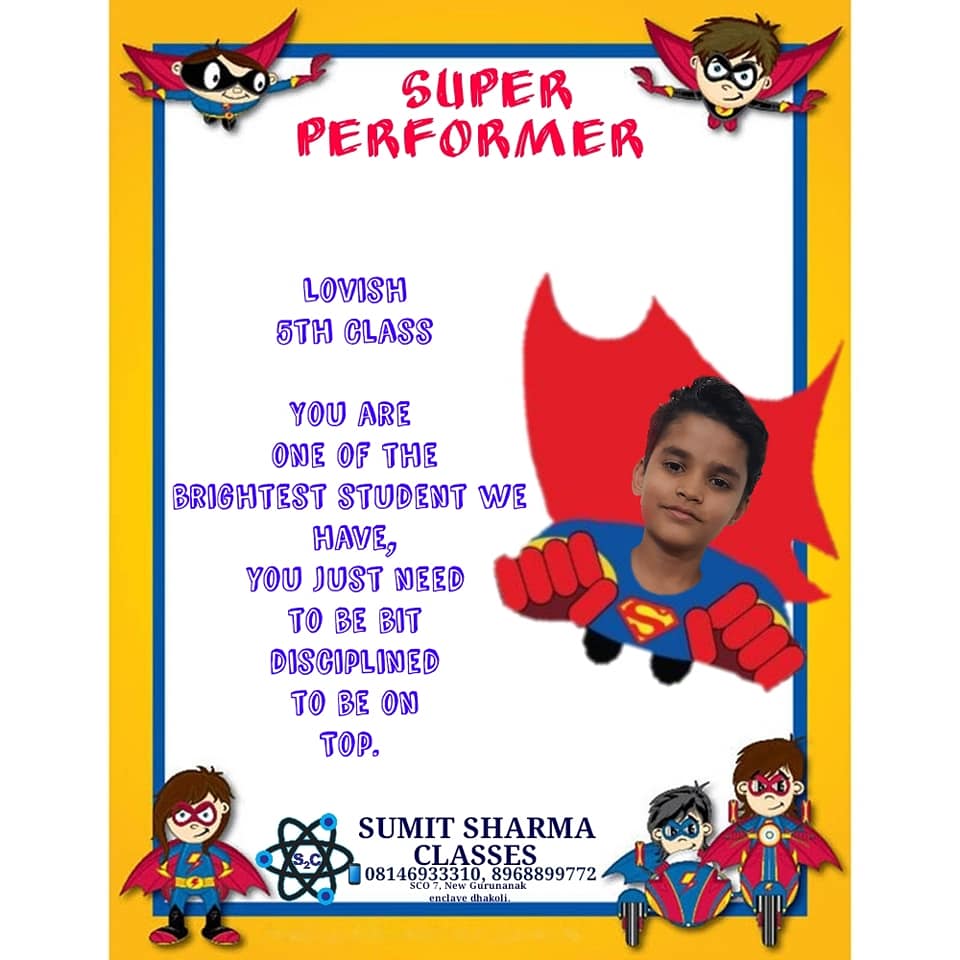 SUPER
PERFORMER
LOVISH
5TH CLASS
YOU ARE
ONE OF THE
BRIGHTEST STUDENT WE
HAVE,
YOU JUST NEED
TO BE BIT
DISCIPLINED
TO BE ON
TOP.
S
S2C
SUMIT SHARMA
CLASSES
08146933310, 8968899772
SCO 7, New Gurunanak
enclave dhakoli.